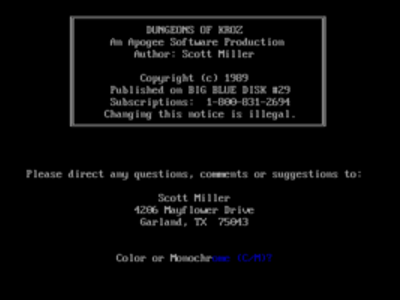 DUNGEONS OF KROZ
An Apogee Software Production
Author: Scott Miller
Copyright (c) 1989
Published on BIG BLUE DISK #29
Subscriptions: 1-800-831-2694
Changing this notice is illegal.
Please direct any questions, comments or suggestions to:
Scott Miller
4206 Mayflower Drive
Garland, TX 75043
Color or Monochrome (C/M)?